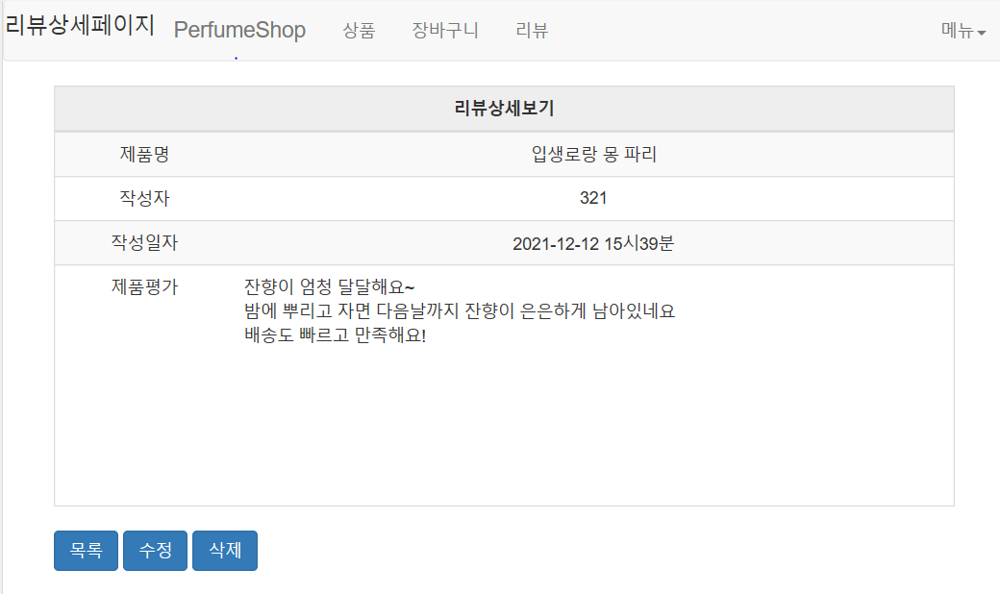 리뷰상세페이지 PerfumeShop 상품 장바구니 리뷰 메뉴
리뷰상세보기
제품명 입생로랑 몽 파리
작성자 321
작성일자 2021-12-12 15시39분
제품평가 잔향이 엄청 달달해요~
밤에 뿌리고 자면 다음날까지 잔향이 은은하게 남아있네요
배송도 빠르고 만족해요!
목록 수정 삭제